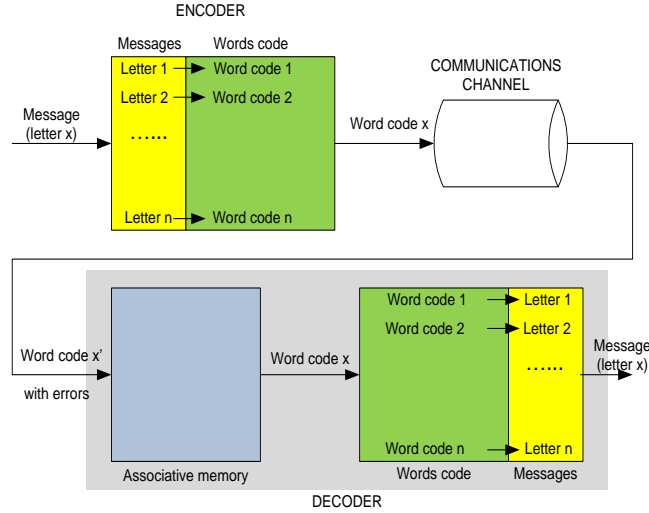 ENCODER
Messages Words code
Letter 1 Word code 1
Letter 2 Word code 2
Message
(letter x)
......
Letter n Word code n
Word code x
COMMUNICATIONS
CHANNEL
Word code x'
with errors
Associative memory
Word code x
Word code 1 Letter 1
Word code 2 Letter 2
......
Word code n Letter n
Words code Messages
Message
(letter x)
DECODER